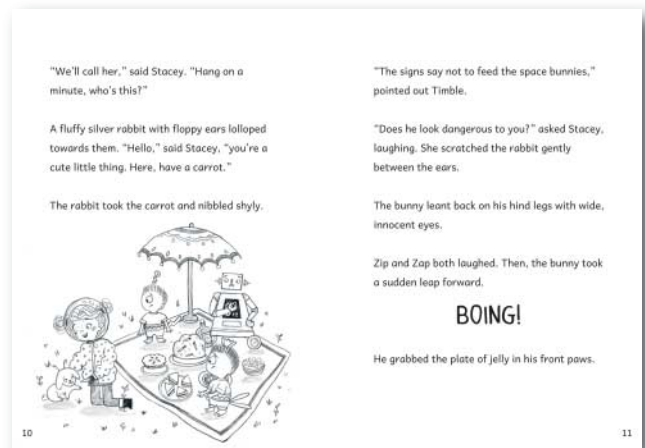 "We'll call her," said Stacey. "Hang on a
minute, who's this?"
A fluffy silver rabbit with floppy ears lolloped
towards them. "Hello," said Stacey, "you're a
cute little thing. Here, have a carrot."
The rabbit took the carrot and nibbled shyly.
10
"The signs say not to feed the space bunnies,"
pointed out Timble.
"Does he look dangerous to you?" asked Stacey,
laughing. She scratched the rabbit gently
between the ears.
The bunny leant back on his hind legs with wide,
innocent eyes.
Zip and Zap both laughed. Then, the bunny took
a sudden leap forward.
BOING!
He grabbed the plate of jelly in his front paws.
11